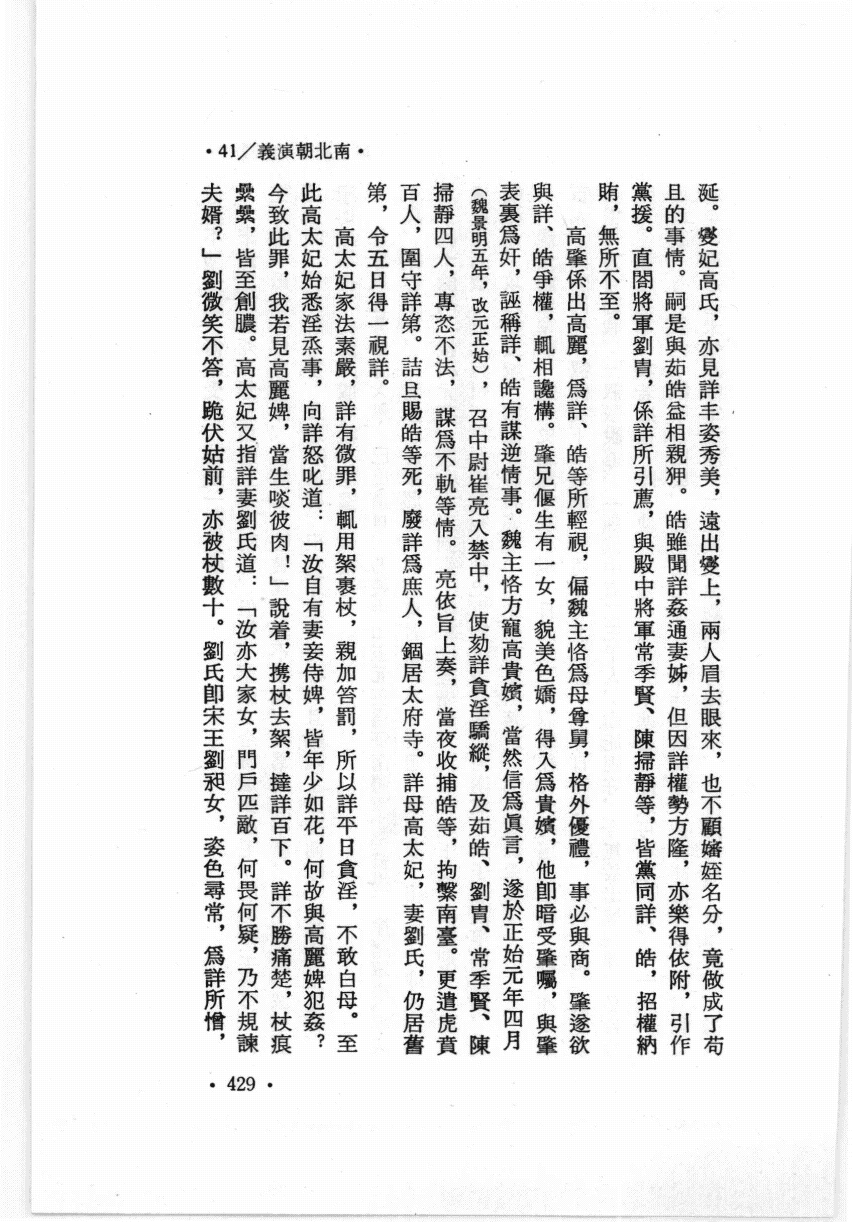 •41／義演朝北南•
涎。燮妃高氏，亦見詳丰姿秀美，遠出燮上，兩人眉去眼來，也不顧嬸姪名分，竟做成了苟
且的事情。嗣是與茹皓益相親狎。皓雖聞詳姦通妻姊，但因詳權勢方隆，亦樂得依附，引作
黨援。直閤將軍劉胄，係詳所引薦，與殿中將軍常季賢、陳掃靜等，皆黨同詳、皓，招權納
賄，無所不至。
高肇係出高麗，爲詳、皓等所輕視，偏魏主恪爲母尊舅，格外優禮，事必與商。肇遂欲
與詳、皓爭權，輒相讒構。肇兄偃生有一女，貌美色嬌，得入爲貴嬪，他卽暗受肇囑，與肇
表裏爲奸，誣稱詳、皓有謀逆情事。魏主恪方寵高貴嬪，當然信爲眞言，遂於正始元年四月
（魏景明五年，改元正始），召中尉崔亮入禁中，使劾詳貪淫驕縱，及茹皓、劉胄、常季賢、陳
掃靜四人，專恣不法，謀爲不軌等情。亮依旨上奏，當夜收捕皓等，拘繫南臺。更遣虎賁
百人，圍守詳第。詰旦賜皓等死，廢詳爲庶人，錮居太府寺。詳母高太妃，妻劉氏，仍居舊
第，令五日得一視詳。
高太妃家法素嚴，詳有微罪，輒用絮裹杖，親加笞罰，所以詳平日貪淫，不敢白母。至
此高太妃始悉淫烝事，向詳怒叱道：「汝自有妻妾侍婢，皆年少如花，何故與高麗婢犯姦？
今致此罪，我若見高麗婢，當生啖彼肉！」說着，携杖去絮，撻詳百下。詳不勝痛楚，杖痕
纍纍，皆至創膿。高太妃又指詳妻劉氏道：「汝亦大家女，門戶匹敵，何畏何疑，乃不規諫
夫婿？」劉微笑不答，跪伏姑前，亦被杖數十。劉氏卽宋王劉昶女，姿色尋常，爲詳所憎，
•429•